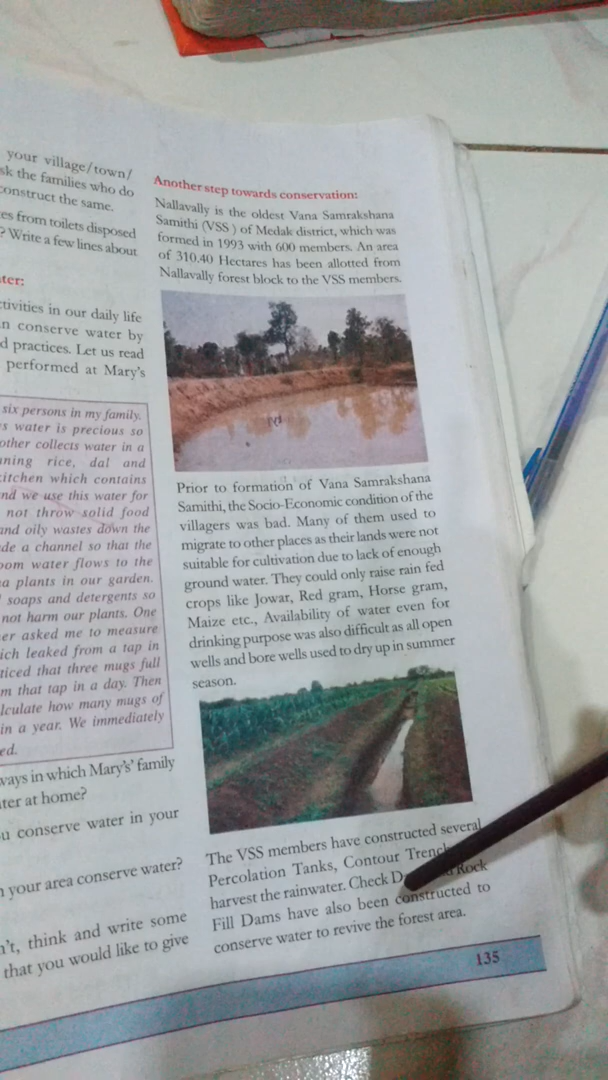 your village/town/
sk the families who do
construct the same.
es from toilets disposed
? Write a few lines about
ter:
ctivities in our daily life
n conserve water by
d practices. Let us read
performed at Mary's
six persons in my family.
s water is precious so
other collects water in a
ning rice, dal and
kitchen which contains
nd we use this water for
not throw solid food
and oily wastes down the
de a channel so that the
oom water flows to the
a plants in our garden.
soaps and detergents so
not harm our plants. One
er asked me to measure
ich leaked from a tap in
ticed that three mugs full
m that tap in a day. Then
lculate how many mugs of
in a year. We immediately
ed.
ways in which Mary's' family
ter at home?
u conserve water in your
n your area conserve water?
n't, think and write some
that you would like to give
Another step towards conservation:
Nallavally is the oldest Vana Samrakshana
Samithi (VSS ) of Medak district, which was
formed in 1993 with 600 members. An area
of 310.40 Hectares has been allotted from
Nallavally forest block to the VSS members.
Prior to formation of Vana Samrakshana
Samithi, the Socio-Economic condition of the
villagers was bad. Many of them used to
migrate to other places as their lands were not
suitable for cultivation due to lack of enough
ground water. They could only raise rain fed
crops like Jowar, Red gram, Horse gram,
Maize etc., Availability of water even for
drinking purpose was also difficult as all open
wells and bore wells used to dry up in summer
season.
The VSS members have constructed several
Percolation Tanks, Contour Trench
harvest the rainwater. Check D Rock
Fill Dams have also been constructed to
conserve water to revive the forest area.
135